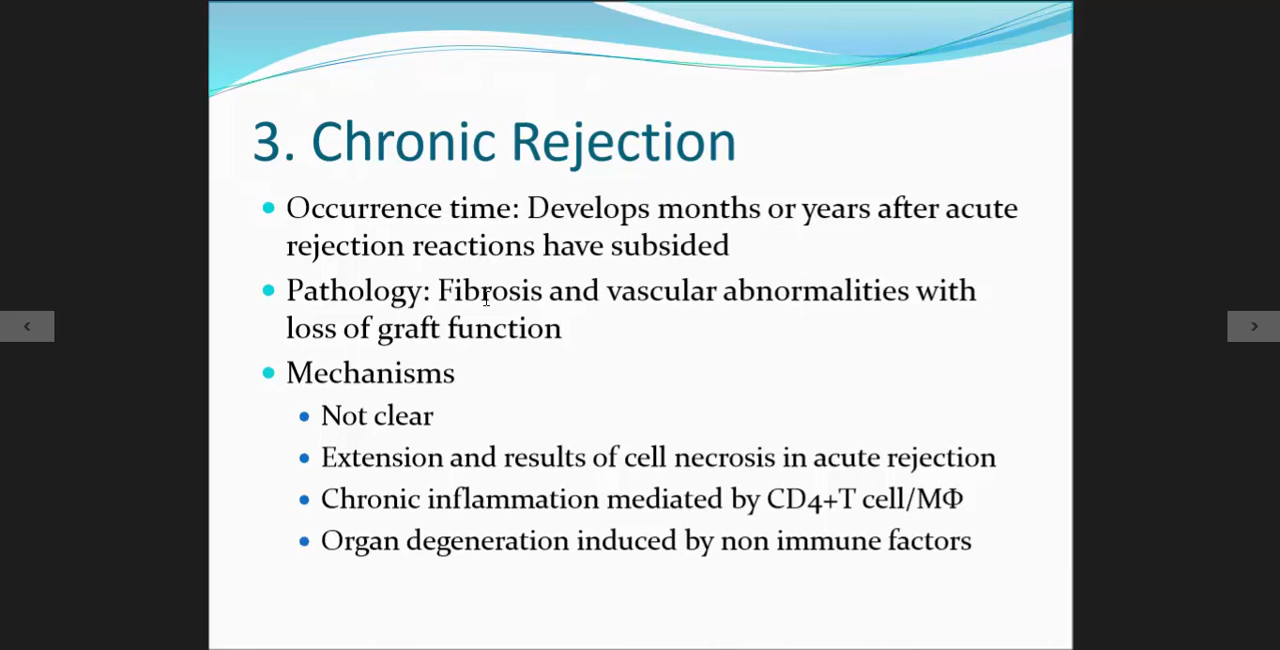 3. Chronic Rejection
Occurrence time: Develops months or years after acute
rejection reactions have subsided
Pathology: Fibrosis and vascular abnormalities with
loss of graft function
Mechanisms
Not clear
Extension and results of cell necrosis in acute rejection
Chronic inflammation mediated by CD4+T cell/MΦ
Organ degeneration induced by non immune factors